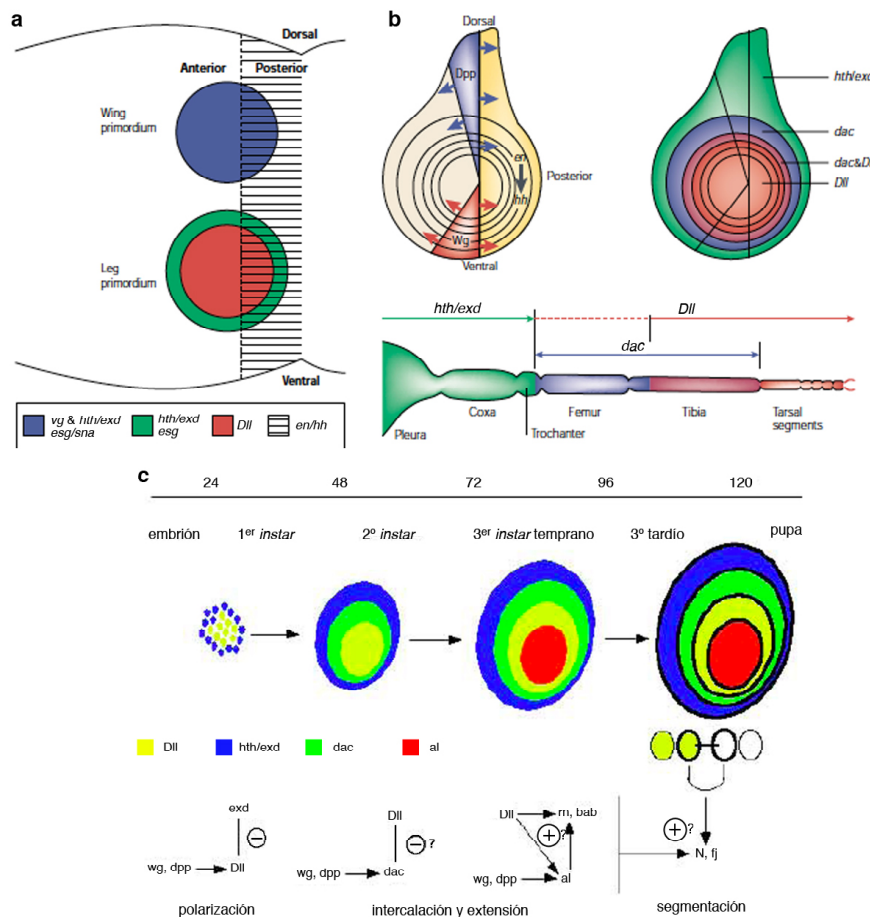 a
Dorsal
Anterior
Posterior
Wing
primordium
Leg
primordium
Ventral
vg & hth/exd
esg/sna
hth/exd
esg
Dll
en/hh
b
Dorsal
Dpp
en
hh
Posterior
Wg
Ventral
hth/exd
dac
dac&D
Dll
hth/exd
Dll
dac
Pleura
Coxa
Trochanter
Femur
Tibia
Tarsal
segments
c
24 48 72 96 120
embrión 1er instar 2º instar 3er instar temprano 3º tardío pupa
Dll hth/exd dac al
exd
−
wg, dpp Dll
polarización
Dll
− ?
wg, dpp dac
Dll rn, bab
+ ?
wg, dpp al
intercalación y extensión
+ ?
N, fj
segmentación